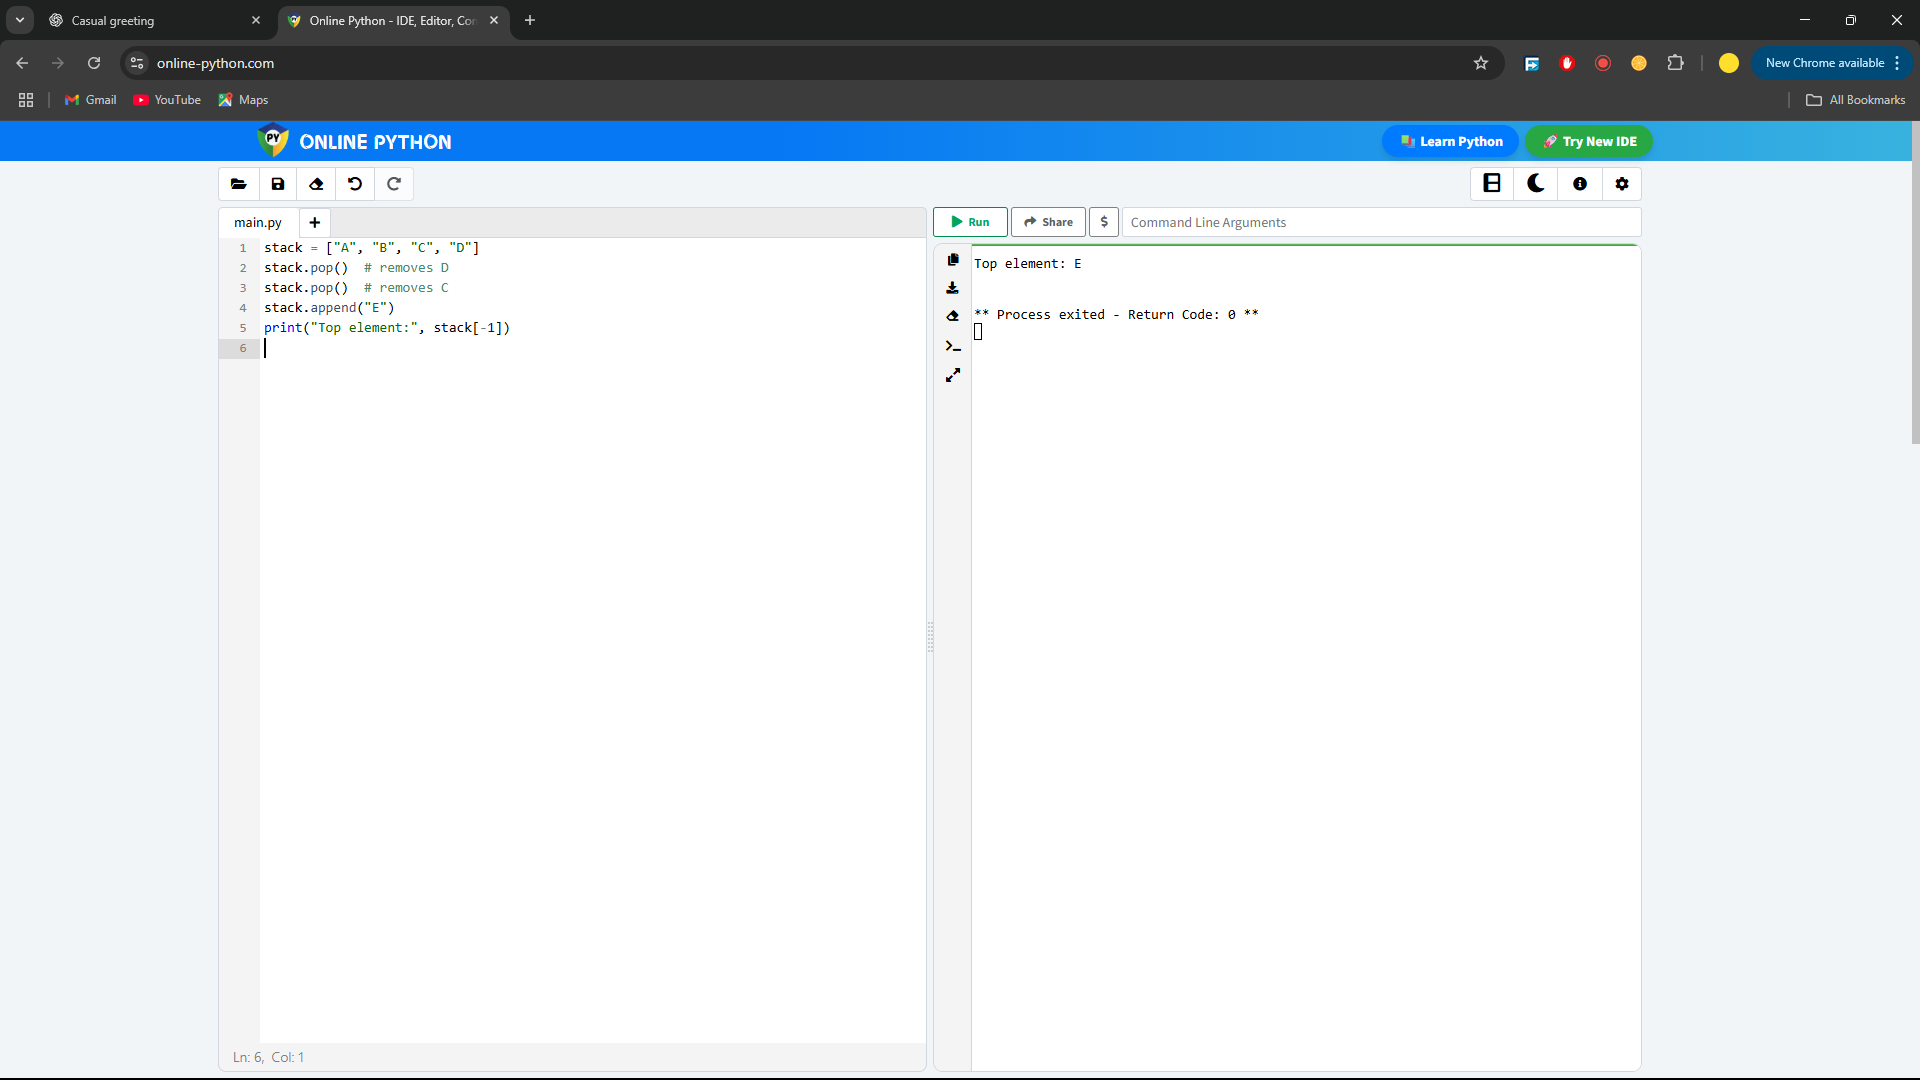 Casual greeting
Online Python - IDE, Editor, Con
online-python.com
New Chrome available
Gmail
YouTube
Maps
All Bookmarks
PY
ONLINE PYTHON
Learn Python
Try New IDE
main.py
+
Run
Share
$
Command Line Arguments
1 stack = ["A", "B", "C", "D"]
2 stack.pop()  # removes D
3 stack.pop()  # removes C
4 stack.append("E")
5 print("Top element:", stack[-1])
6
Top element: E
** Process exited - Return Code: 0 **
Ln: 6, Col: 1